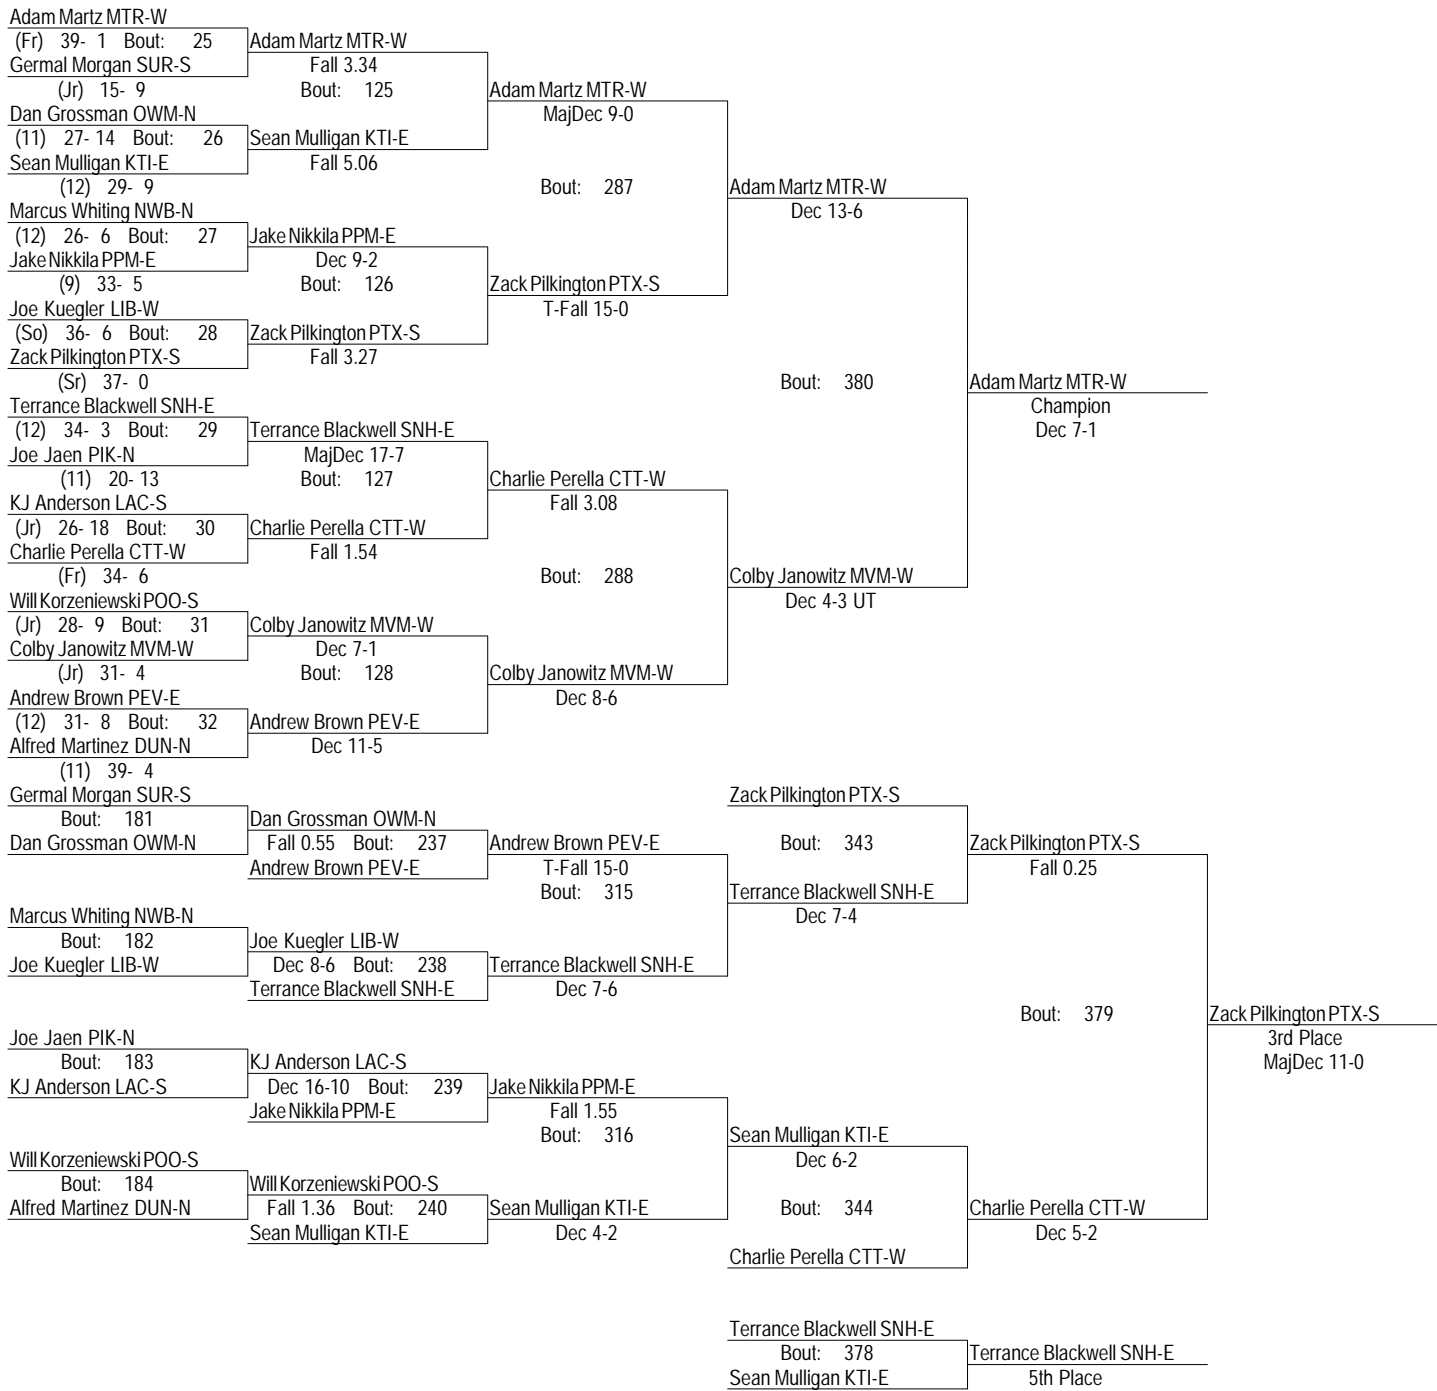 Adam Martz MTR-W
(Fr) 39- 1 Bout: 25
Adam Martz MTR-W
Germal Morgan SUR-S
Fall 3.34
(Jr) 15- 9
Bout: 125
Adam Martz MTR-W
Dan Grossman OWM-N
MajDec 9-0
(11) 27- 14 Bout: 26
Sean Mulligan KTI-E
Sean Mulligan KTI-E
Fall 5.06
(12) 29- 9
Bout: 287
Adam Martz MTR-W
Marcus Whiting NWB-N
Dec 13-6
(12) 26- 6 Bout: 27
Jake Nikkila PPM-E
Jake Nikkila PPM-E
Dec 9-2
(9) 33- 5
Bout: 126
Zack Pilkington PTX-S
Joe Kuegler LIB-W
T-Fall 15-0
(So) 36- 6 Bout: 28
Zack Pilkington PTX-S
Zack Pilkington PTX-S
Fall 3.27
(Sr) 37- 0
Bout: 380
Adam Martz MTR-W
Terrance Blackwell SNH-E
Champion
(12) 34- 3 Bout: 29
Terrance Blackwell SNH-E
Dec 7-1
Joe Jaen PIK-N
MajDec 17-7
(11) 20- 13
Bout: 127
Charlie Perella CTT-W
KJ Anderson LAC-S
Fall 3.08
(Jr) 26- 18 Bout: 30
Charlie Perella CTT-W
Charlie Perella CTT-W
Fall 1.54
(Fr) 34- 6
Bout: 288
Colby Janowitz MVM-W
Will Korzeniewski POO-S
Dec 4-3 UT
(Jr) 28- 9 Bout: 31
Colby Janowitz MVM-W
Colby Janowitz MVM-W
Dec 7-1
(Jr) 31- 4
Bout: 128
Colby Janowitz MVM-W
Andrew Brown PEV-E
Dec 8-6
(12) 31- 8 Bout: 32
Andrew Brown PEV-E
Alfred Martinez DUN-N
Dec 11-5
(11) 39- 4
Germal Morgan SUR-S
Zack Pilkington PTX-S
Bout: 181
Dan Grossman OWM-N
Dan Grossman OWM-N
Fall 0.55 Bout: 237
Andrew Brown PEV-E
Bout: 343
Zack Pilkington PTX-S
Andrew Brown PEV-E
T-Fall 15-0
Fall 0.25
Bout: 315
Terrance Blackwell SNH-E
Marcus Whiting NWB-N
Dec 7-4
Bout: 182
Joe Kuegler LIB-W
Joe Kuegler LIB-W
Dec 8-6 Bout: 238
Terrance Blackwell SNH-E
Terrance Blackwell SNH-E
Dec 7-6
Bout: 379
Zack Pilkington PTX-S
Joe Jaen PIK-N
3rd Place
Bout: 183
KJ Anderson LAC-S
MajDec 11-0
KJ Anderson LAC-S
Dec 16-10 Bout: 239
Jake Nikkila PPM-E
Jake Nikkila PPM-E
Fall 1.55
Bout: 316
Sean Mulligan KTI-E
Will Korzeniewski POO-S
Dec 6-2
Bout: 184
Will Korzeniewski POO-S
Alfred Martinez DUN-N
Fall 1.36 Bout: 240
Sean Mulligan KTI-E
Bout: 344
Charlie Perella CTT-W
Sean Mulligan KTI-E
Dec 4-2
Dec 5-2
Charlie Perella CTT-W
Terrance Blackwell SNH-E
Bout: 378
Terrance Blackwell SNH-E
Sean Mulligan KTI-E
5th Place